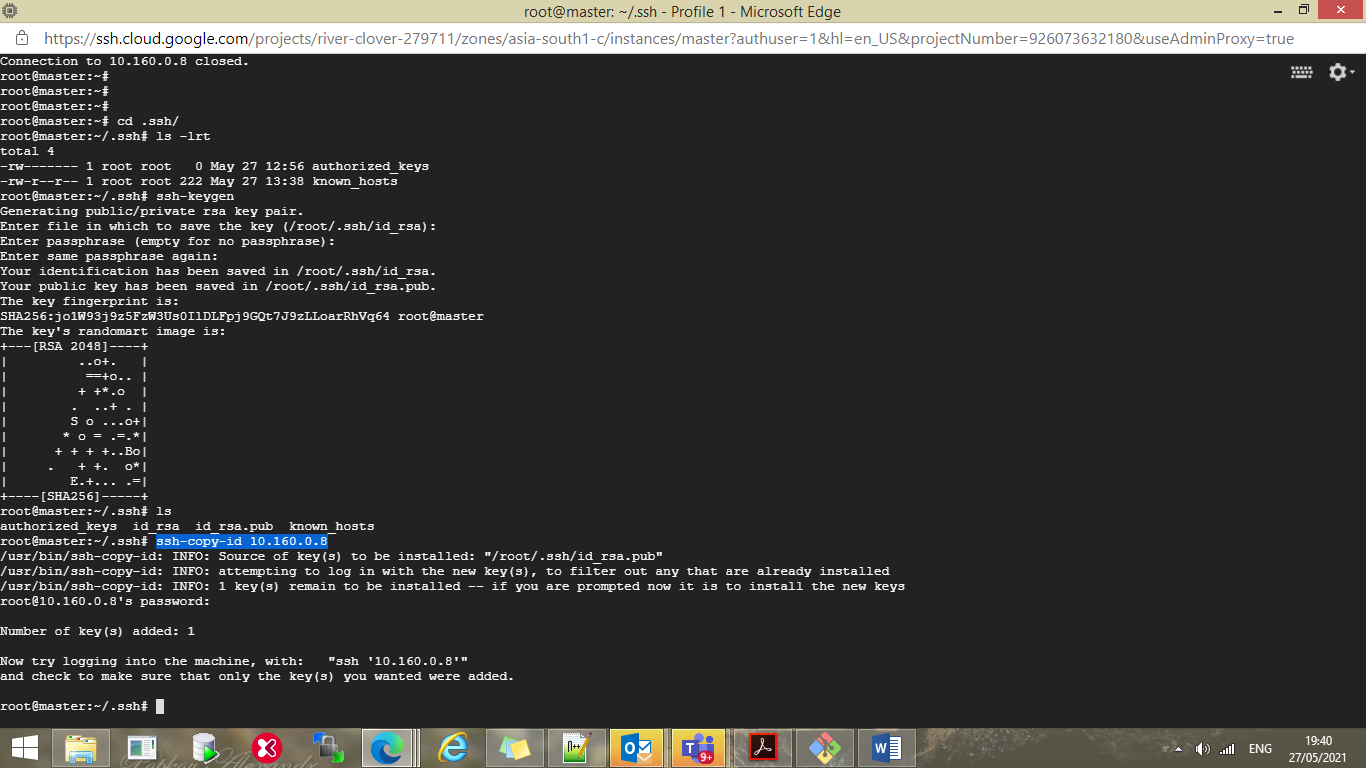 root@master: ~/.ssh - Profile 1 - Microsoft Edge
https://ssh.cloud.google.com/projects/river-clover-279711/zones/asia-south1-c/instances/master?authuser=1&hl=en_US&projectNumber=926073632180&useAdminProxy=true
Connection to 10.160.0.8 closed.
root@master:~#
root@master:~#
root@master:~#
root@master:~# cd .ssh/
root@master:~/.ssh# ls -lrt
total 4
-rw------- 1 root root   0 May 27 12:56 authorized_keys
-rw-r--r-- 1 root root 222 May 27 13:38 known_hosts
root@master:~/.ssh# ssh-keygen
Generating public/private rsa key pair.
Enter file in which to save the key (/root/.ssh/id_rsa):
Enter passphrase (empty for no passphrase):
Enter same passphrase again:
Your identification has been saved in /root/.ssh/id_rsa.
Your public key has been saved in /root/.ssh/id_rsa.pub.
The key fingerprint is:
SHA256:jo1W93j9z5FzW3Us0IlDLFpj9GQt7J9zLLoarRhVq64 root@master
The key's randomart image is:
+---[RSA 2048]----+
|         ..o+.   |
|          ==+o.. |
|         + +*.o  |
|        .  ..+ . |
|        S o ...o+|
|       * o = .=.*|
|      + + + +..Bo|
|     .   + +.  o*|
|        E.+... .=|
+----[SHA256]-----+
root@master:~/.ssh# ls
authorized_keys  id_rsa  id_rsa.pub  known_hosts
root@master:~/.ssh# ssh-copy-id 10.160.0.8
/usr/bin/ssh-copy-id: INFO: Source of key(s) to be installed: "/root/.ssh/id_rsa.pub"
/usr/bin/ssh-copy-id: INFO: attempting to log in with the new key(s), to filter out any that are already installed
/usr/bin/ssh-copy-id: INFO: 1 key(s) remain to be installed -- if you are prompted now it is to install the new keys
root@10.160.0.8's password:
Number of key(s) added: 1
Now try logging into the machine, with:   "ssh '10.160.0.8'"
and check to make sure that only the key(s) you wanted were added.
root@master:~/.ssh#
9+
ENG
19:40
27/05/2021